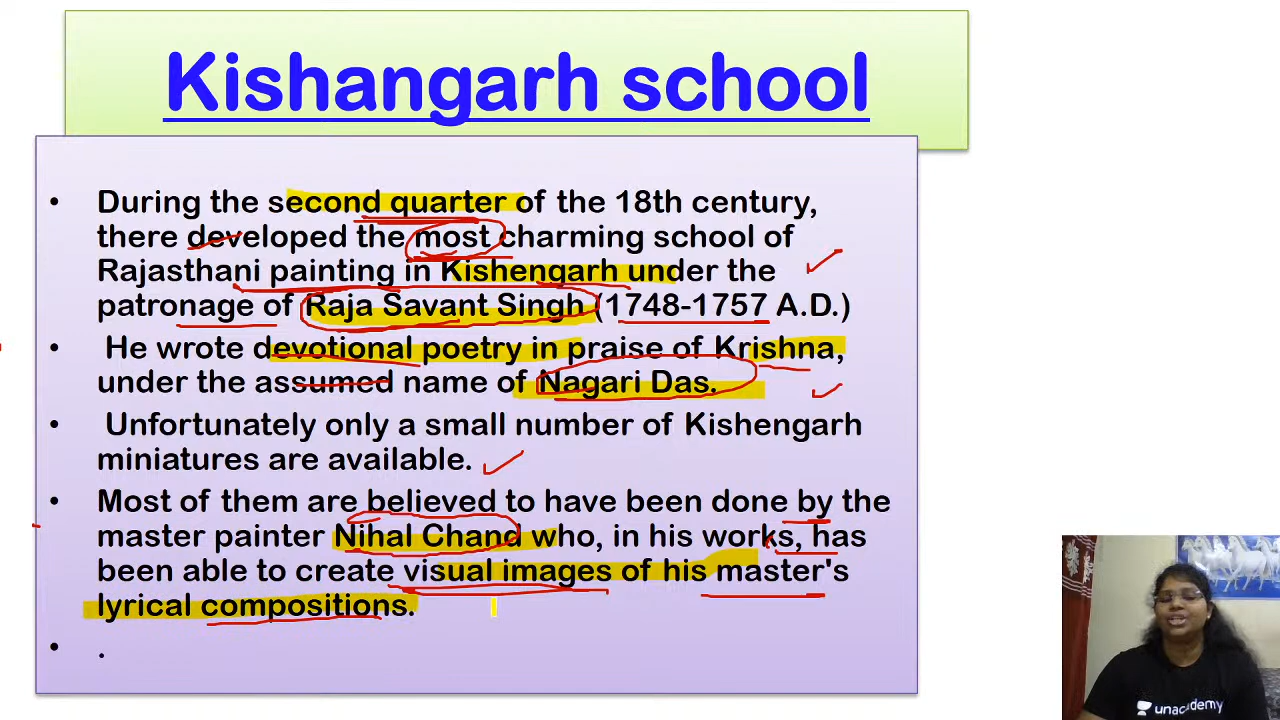 Kishangarh school
• During the second quarter of the 18th century,
there developed the most charming school of
Rajasthani painting in Kishengarh under the
patronage of Raja Savant Singh (1748-1757 A.D.)
• He wrote devotional poetry in praise of Krishna,
under the assumed name of Nagari Das.
• Unfortunately only a small number of Kishengarh
miniatures are available.
• Most of them are believed to have been done by the
master painter Nihal Chand who, in his works, has
been able to create visual images of his master's
lyrical compositions.
• .
unacademy